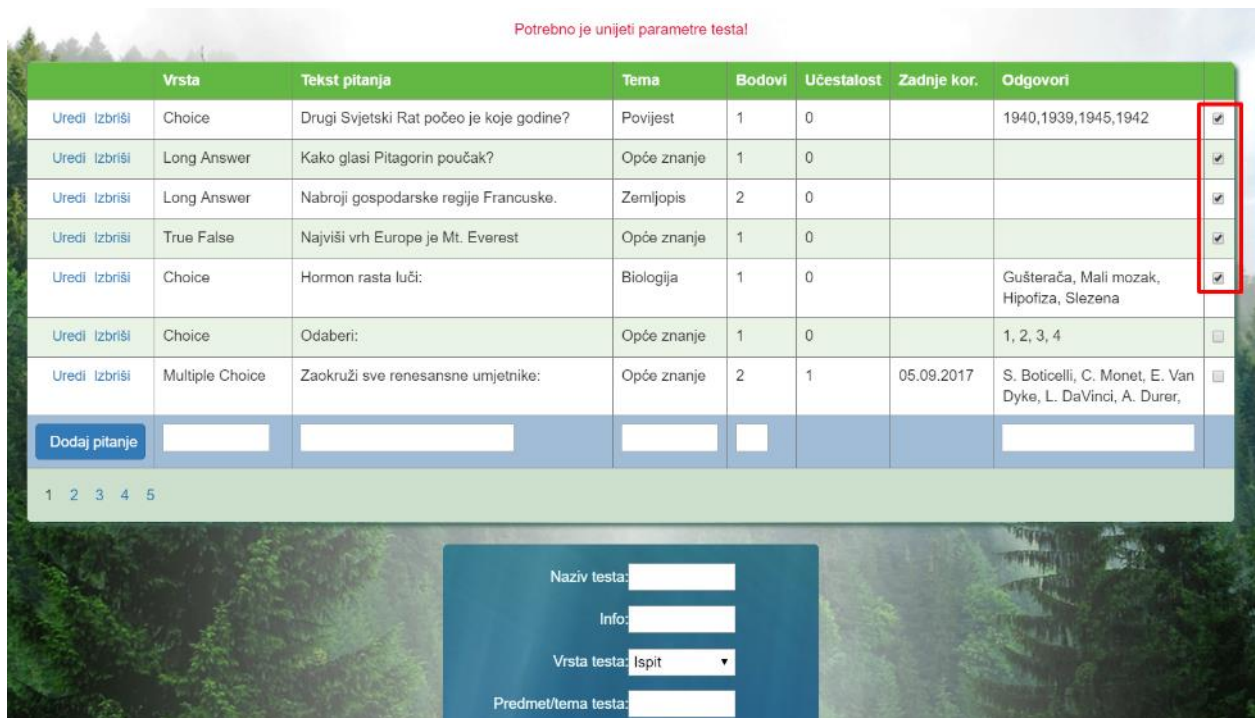 Potrebno je unijeti parametre testa!
Vrsta Tekst pitanja Tema Bodovi Učestalost Zadnje kor. Odgovori
Uredi Izbriši Choice Drugi Svjetski Rat počeo je koje godine? Povijest 1 0 1940,1939,1945,1942
Uredi Izbriši Long Answer Kako glasi Pitagorin poučak? Opće znanje 1 0
Uredi Izbriši Long Answer Nabroji gospodarske regije Francuske. Zemljopis 2 0
Uredi Izbriši True False Najviši vrh Europe je Mt. Everest Opće znanje 1 0
Uredi Izbriši Choice Hormon rasta luči: Biologija 1 0 Gušterača, Mali mozak,
Hipofiza, Slezena
Uredi Izbriši Choice Odaberi: Opće znanje 1 0 1, 2, 3, 4
Uredi Izbriši Multiple Choice Zaokruži sve renesansne umjetnike: Opće znanje 2 1 05.09.2017 S. Boticelli, C. Monet, E. Van
Dyke, L. DaVinci, A. Durer,
Dodaj pitanje
1 2 3 4 5
Naziv testa:
Info:
Vrsta testa: Ispit
Predmet/tema testa: